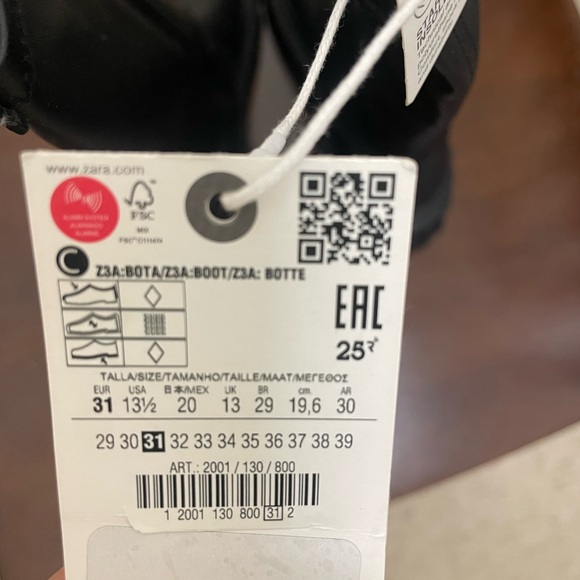 www.zara.com
ALARM SYSTEM
FSC
MIX
C
Z3A:BOTA/Z3A:BOOT/Z3A: BOTTE
EAC
25
TALLA/SIZE/TAMANHO/TAILLE/MAAT/ΜΕΓΕΘΟΣ
EUR USA 日本/MEX UK BR cm. AR
31 13½ 20 13 29 19,6 30
29 30 31 32 33 34 35 36 37 38 39
ART.: 2001 / 130 / 800
1 2001 130 800 31 2